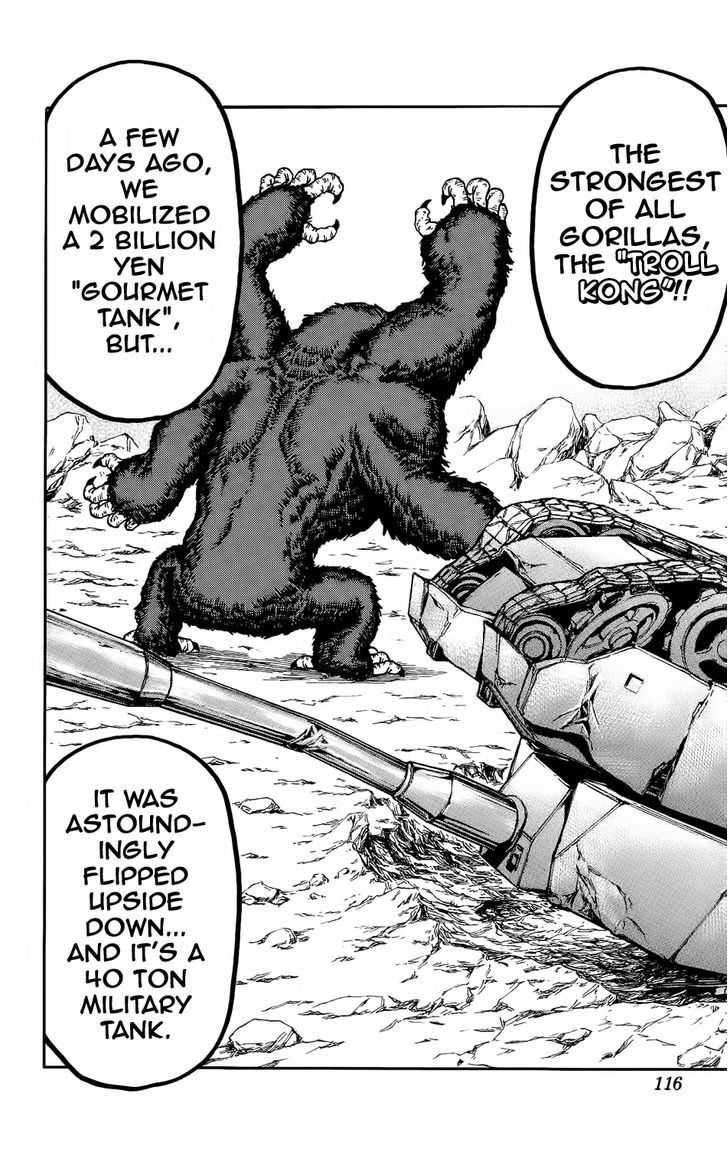 THE
STRONGEST
OF ALL
GORILLAS,
THE "TROLL
KONG"!!
A FEW
DAYS AGO,
WE
MOBILIZED
A 2 BILLION
YEN
"GOURMET
TANK",
BUT...
IT WAS
ASTOUND-
INGLY
FLIPPED
UPSIDE
DOWN...
AND IT'S A
40 TON
MILITARY
TANK.
116